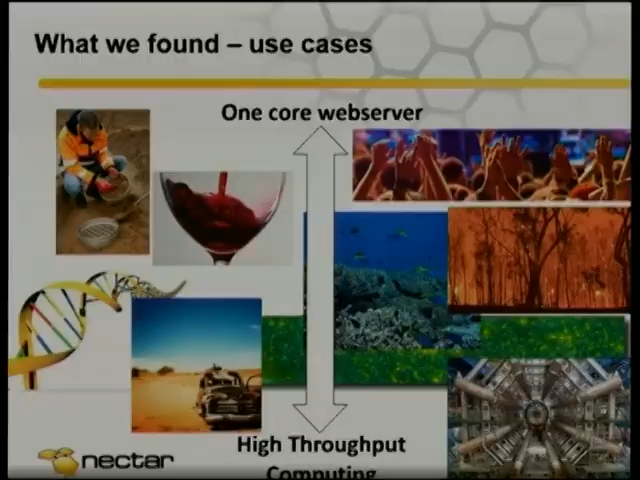 What we found – use cases
One core webserver
High Throughput
Computing
nectar